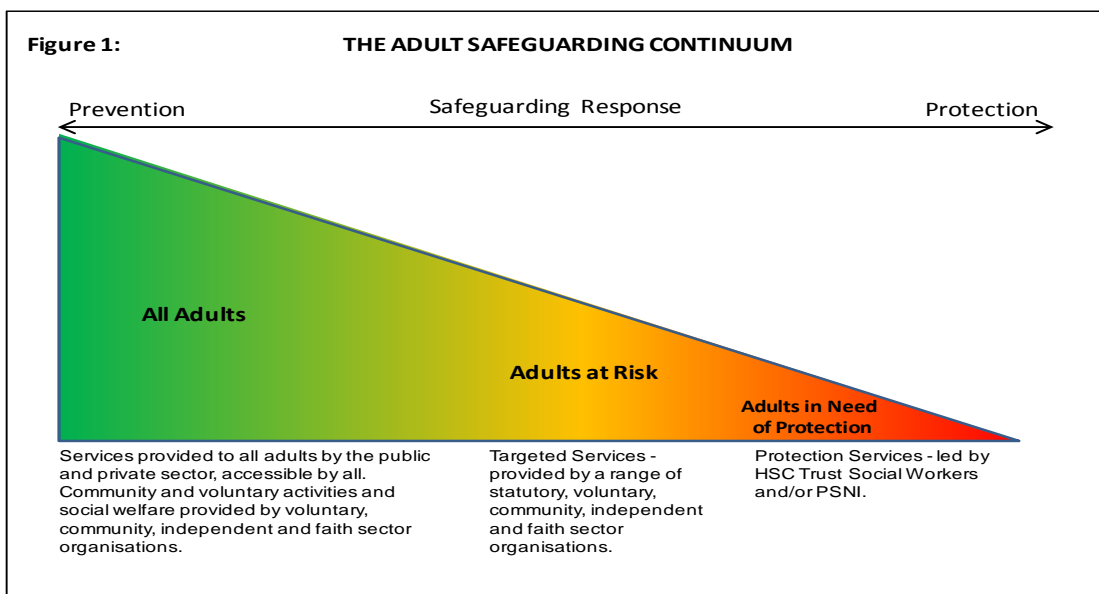 Figure 1: THE ADULT SAFEGUARDING CONTINUUM
Prevention Safeguarding Response Protection
All Adults
Adults at Risk
Adults in Need
of Protection
Services provided to all adults by the public
and private sector, accessible by all.
Community and voluntary activities and
social welfare provided by voluntary,
community, independent and faith sector
organisations.
Targeted Services -
provided by a range of
statutory, voluntary,
community, independent
and faith sector
organisations.
Protection Services - led by
HSC Trust Social Workers
and/or PSNI.